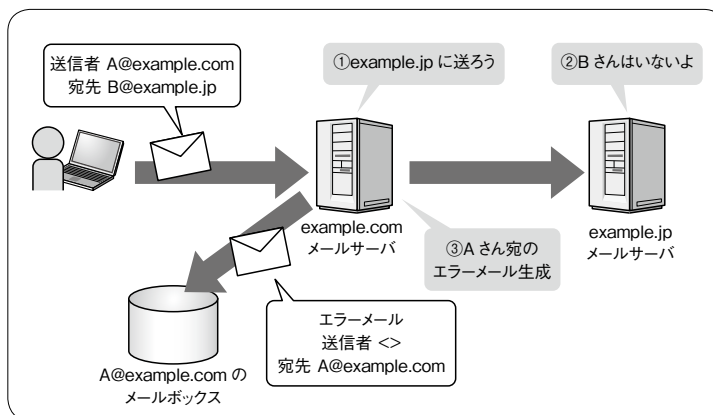 送信者 A@example.com
宛先 B@example.jp
①example.jp に送ろう
②B さんはいないよ
example.com
メールサーバ
example.jp
メールサーバ
③A さん宛の
エラーメール生成
エラーメール
送信者 <>
宛先 A@example.com
A@example.com の
メールボックス